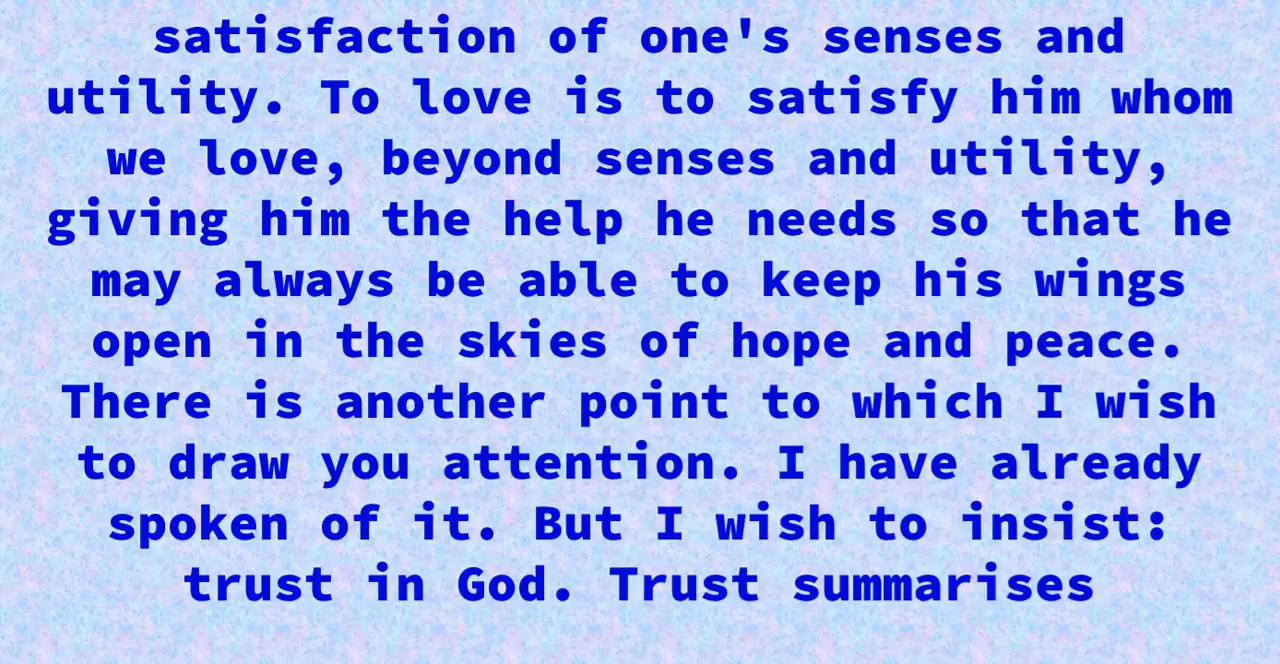 satisfaction of one's senses and
utility. To love is to satisfy him whom
we love, beyond senses and utility,
giving him the help he needs so that he
may always be able to keep his wings
open in the skies of hope and peace.
There is another point to which I wish
to draw you attention. I have already
spoken of it. But I wish to insist:
trust in God. Trust summarises